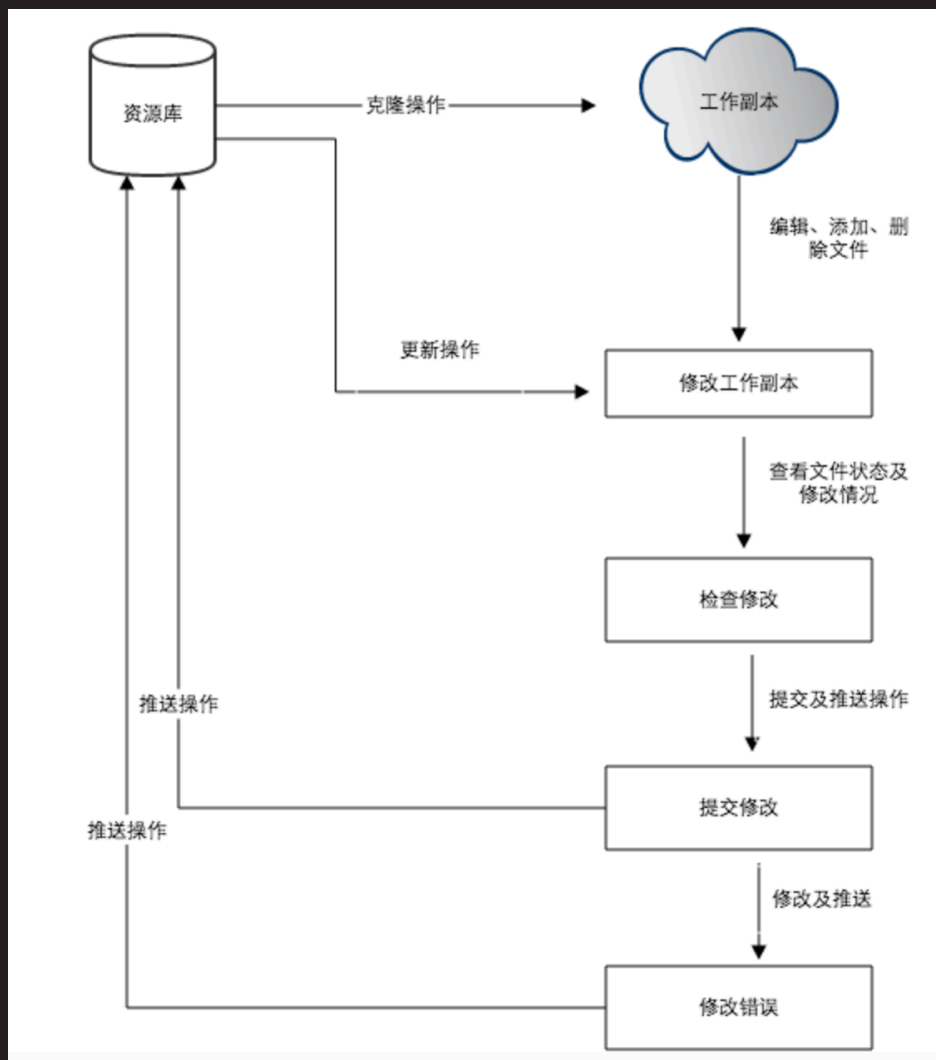 资源库
克隆操作
工作副本
编辑、添加、删
除文件
更新操作
修改工作副本
查看文件状态及
修改情况
检查修改
推送操作
提交及推送操作
提交修改
推送操作
修改及推送
修改错误